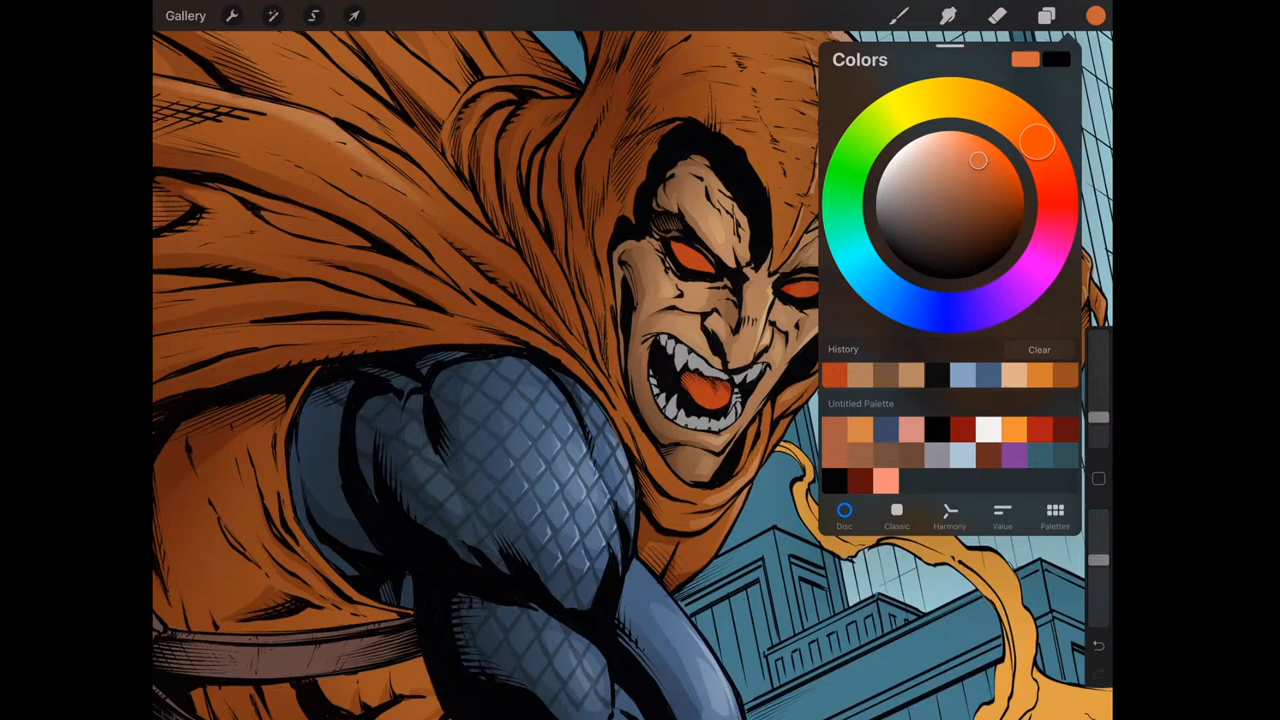 Gallery
Colors
History
Clear
Untitled Palette
Disc
Classic
Harmony
Value
Palettes